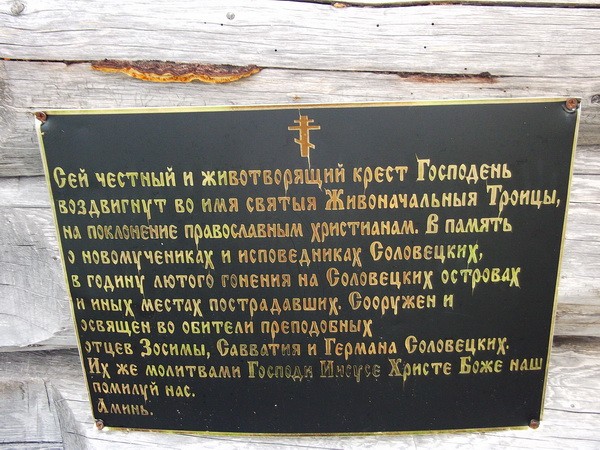 Сей честный и животворящий крест Господень
воздвигнут во имя святыя Живоначальныя Троицы,
на поклонение православным христианам. В память
о новомучениках и исповедниках Соловецких,
в годину лютого гонения на Соловецких островах
и иных местах пострадавших. Сооружен и
освящен во обители преподобных
отцев Зосимы, Савватия и Германа Соловецких.
Их же молитвами Господи Иисусе Христе Боже наш
помилуй нас.
Аминь.